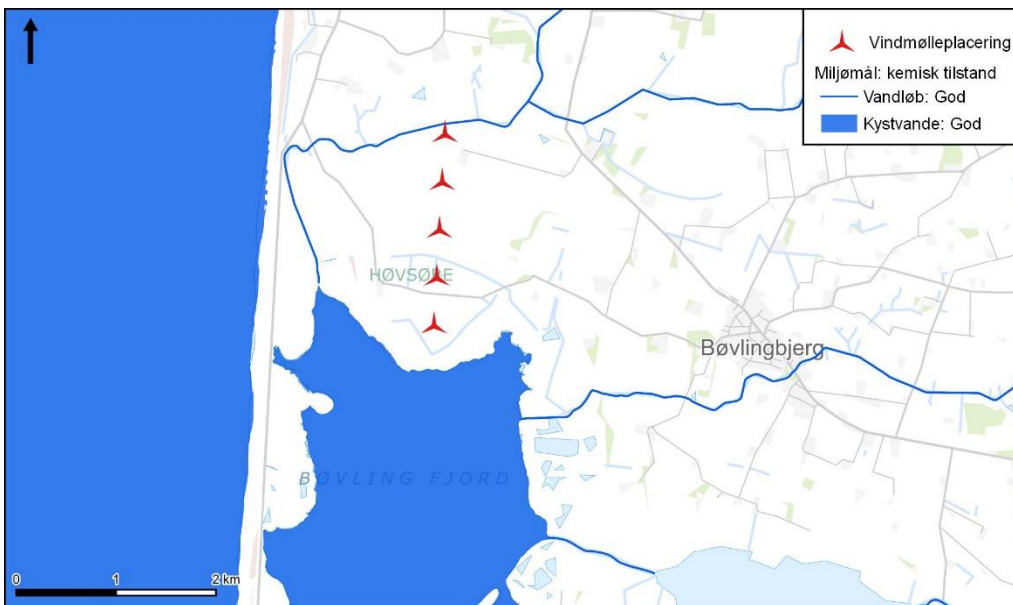 Vindmølleplacering
Miljømål: kemisk tilstand
Vandløb: God
Kystvande: God
HØVSØRE
Bøvlingbjerg
BØVLING FJORD
0 1 2 km